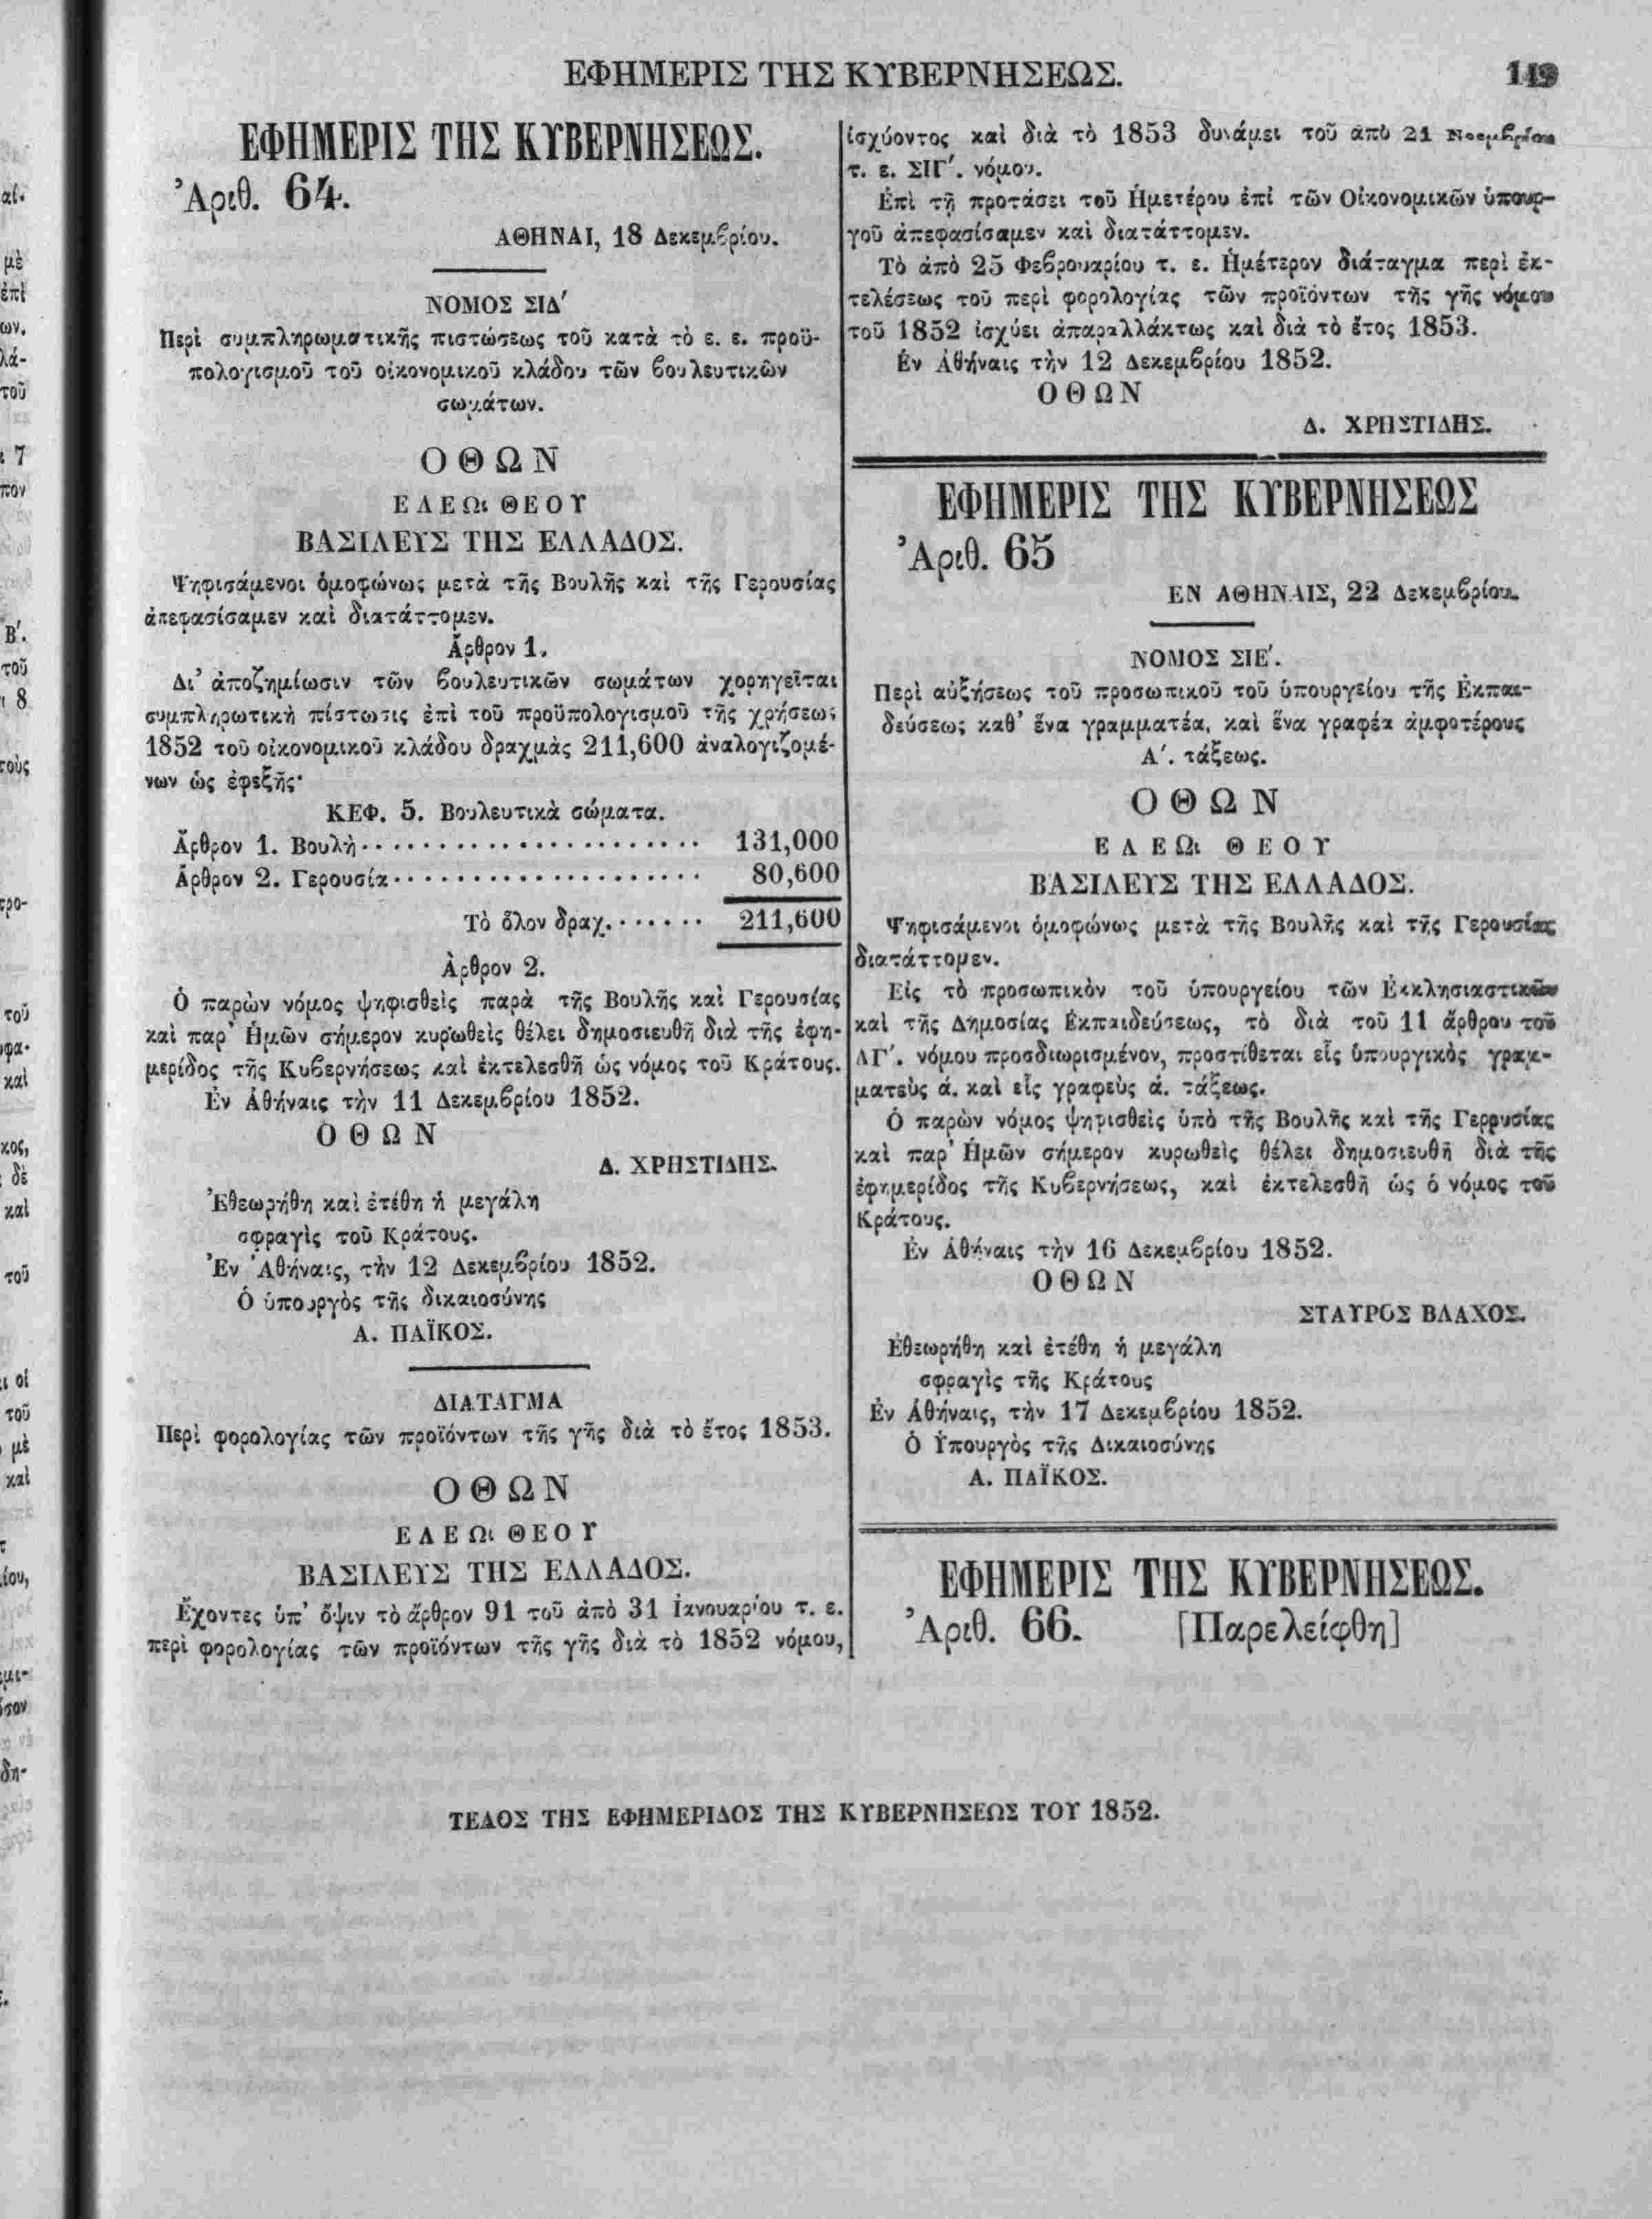 ΕΦΗΜΕΡΙΣ ΤΗΣ ΚΥΒΕΡΝΗΣΕΩΣ.
149
ΕΦΗΜΕΡΙΣ ΤΗΣ ΚΥΒΕΡΝΗΣΕΩΣ.
Ἀριθ. 64.
ΑΘΗΝΑΙ, 18 Δεκεμβρίου.
ΝΟΜΟΣ ΣΙΔʹ
Περὶ συμπληρωματικῆς πιστώσεως τοῦ κατὰ τὸ ε. ε. προϋ-
πολογισμοῦ τοῦ οἰκονομικοῦ κλάδου τῶν βουλευτικῶν
σωμάτων.
ΟΘΩΝ
ΕΛΕΩι ΘΕΟΥ
ΒΑΣΙΛΕΥΣ ΤΗΣ ΕΛΛΑΔΟΣ.
Ψηφισάμενοι ὁμοφώνως μετὰ τῆς Βουλῆς καὶ τῆς Γερουσίας
ἀπεφασίσαμεν καὶ διατάττομεν.
Ἄρθρον 1.
Δι' ἀποζημίωσιν τῶν βουλευτικῶν σωμάτων χορηγεῖται
συμπληρωτικὴ πίστωσις ἐπὶ τοῦ προϋπολογισμοῦ τῆς χρήσεως
1852 τοῦ οἰκονομικοῦ κλάδου δραχμὰς 211,600 ἀναλογιζομέ-
νων ὡς ἐφεξῆς·
ΚΕΦ. 5. Βουλευτικὰ σώματα.
Ἄρθρον 1. Βουλὴ..................... 131,000
Ἄρθρον 2. Γερουσία.................... 80,600
Τὸ ὅλον δραχ....... 211,600
Ἄρθρον 2.
Ὁ παρὼν νόμος ψηφισθεὶς παρὰ τῆς Βουλῆς καὶ Γερουσίας
καὶ παρ' Ἡμῶν σήμερον κυρωθεὶς θέλει δημοσιευθῆ διὰ τῆς ἐφη-
μερίδος τῆς Κυβερνήσεως καὶ ἐκτελεσθῆ ὡς νόμος τοῦ Κράτους.
Ἐν Ἀθήναις τὴν 11 Δεκεμβρίου 1852.
ΟΘΩΝ
Δ. ΧΡΗΣΤΙΔΗΣ.
Ἐθεωρήθη καὶ ἐτέθη ἡ μεγάλη
σφραγὶς τοῦ Κράτους.
Ἐν Ἀθήναις, τὴν 12 Δεκεμβρίου 1852.
Ὁ ὑπουργὸς τῆς δικαιοσύνης
Α. ΠΑΪΚΟΣ.
ΔΙΑΤΑΓΜΑ
Περὶ φορολογίας τῶν προϊόντων τῆς γῆς διὰ τὸ ἔτος 1853.
ΟΘΩΝ
ΕΛΕΩι ΘΕΟΥ
ΒΑΣΙΛΕΥΣ ΤΗΣ ΕΛΛΑΔΟΣ.
Ἔχοντες ὑπ' ὄψιν τὸ ἄρθρον 91 τοῦ ἀπὸ 31 Ἰανουαρίου τ. ε.
περὶ φορολογίας τῶν προϊόντων τῆς γῆς διὰ τὸ 1852 νόμου,
ἰσχύοντος καὶ διὰ τὸ 1853 δυνάμει τοῦ ἀπὸ 21 Νοεμβρίου
τ. ε. ΣΙΓʹ. νόμου.
Ἐπὶ τῇ προτάσει τοῦ Ἡμετέρου ἐπὶ τῶν Οἰκονομικῶν ὑπουρ-
γοῦ ἀπεφασίσαμεν καὶ διατάττομεν.
Τὸ ἀπὸ 25 Φεβρουαρίου τ. ε. Ἡμέτερον διάταγμα περὶ ἐκ-
τελέσεως τοῦ περὶ φορολογίας τῶν προϊόντων τῆς γῆς νόμου
τοῦ 1852 ἰσχύει ἀπαραλλάκτως καὶ διὰ τὸ ἔτος 1853.
Ἐν Ἀθήναις τὴν 12 Δεκεμβρίου 1852.
ΟΘΩΝ
Δ. ΧΡΗΣΤΙΔΗΣ.
ΕΦΗΜΕΡΙΣ ΤΗΣ ΚΥΒΕΡΝΗΣΕΩΣ
Ἀριθ. 65
ΕΝ ΑΘΗΝΑΙΣ, 22 Δεκεμβρίου.
ΝΟΜΟΣ ΣΙΕʹ.
Περὶ αὐξήσεως τοῦ προσωπικοῦ τοῦ ὑπουργείου τῆς Ἐκπαι-
δεύσεως καθ' ἕνα γραμματέα, καὶ ἕνα γραφέα ἀμφοτέρους
Αʹ. τάξεως.
ΟΘΩΝ
ΕΛΕΩι ΘΕΟΥ
ΒΑΣΙΛΕΥΣ ΤΗΣ ΕΛΛΑΔΟΣ.
Ψηφισάμενοι ὁμοφώνως μετὰ τῆς Βουλῆς καὶ τῆς Γερουσίας
διατάττομεν.
Εἰς τὸ προσωπικὸν τοῦ ὑπουργείου τῶν Ἐκκλησιαστικῶν
καὶ τῆς Δημοσίας Ἐκπαιδεύσεως, τὸ διὰ τοῦ 11 ἄρθρου τοῦ
ΛΓʹ. νόμου προσδιωρισμένον, προστίθεται εἷς ὑπουργικὸς γραμ-
ματεὺς ά. καὶ εἷς γραφεὺς ά. τάξεως.
Ὁ παρὼν νόμος ψηφισθεὶς ὑπὸ τῆς Βουλῆς καὶ τῆς Γερουσίας
καὶ παρ' Ἡμῶν σήμερον κυρωθεὶς θέλει δημοσιευθῆ διὰ τῆς
ἐφημερίδος τῆς Κυβερνήσεως, καὶ ἐκτελεσθῆ ὡς ὁ νόμος τοῦ
Κράτους.
Ἐν Ἀθήναις τὴν 16 Δεκεμβρίου 1852.
ΟΘΩΝ
ΣΤΑΥΡΟΣ ΒΛΑΧΟΣ.
Ἐθεωρήθη καὶ ἐτέθη ἡ μεγάλη
σφραγὶς τῆς Κράτους
Ἐν Ἀθήναις, τὴν 17 Δεκεμβρίου 1852.
Ὁ Ὑπουργὸς τῆς Δικαιοσύνης
Α. ΠΑΪΚΟΣ.
ΕΦΗΜΕΡΙΣ ΤΗΣ ΚΥΒΕΡΝΗΣΕΩΣ.
Ἀριθ. 66. [Παρελείφθη]
ΤΕΛΟΣ ΤΗΣ ΕΦΗΜΕΡΙΔΟΣ ΤΗΣ ΚΥΒΕΡΝΗΣΕΩΣ ΤΟΥ 1852.